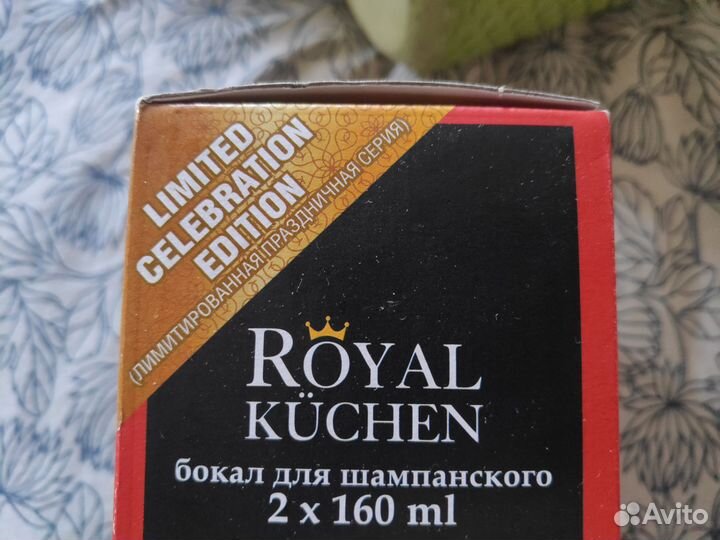 LIMITED
CELEBRATION
EDITION
(ЛИМИТИРОВАННАЯ ПРАЗДНИЧНАЯ СЕРИЯ)
ROYAL
KÜCHEN
бокал для шампанского
2 x 160 ml
Avito